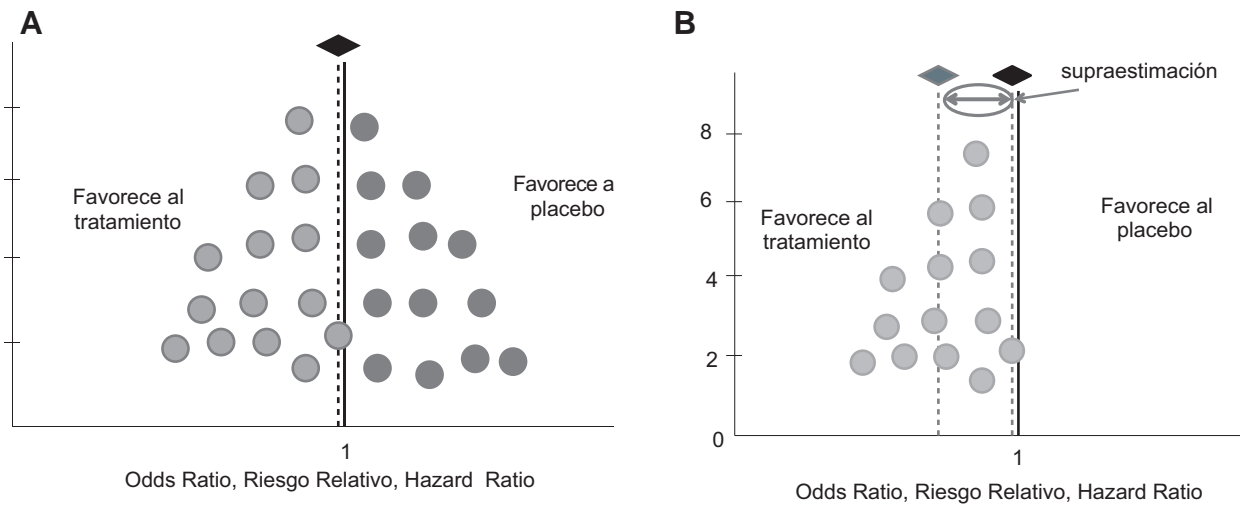 A
Favorece al
tratamiento
Favorece a
placebo
1
Odds Ratio, Riesgo Relativo, Hazard Ratio
B
supraestimación
8
6
4
2
0
Favorece al
tratamiento
Favorece al
placebo
1
Odds Ratio, Riesgo Relativo, Hazard Ratio